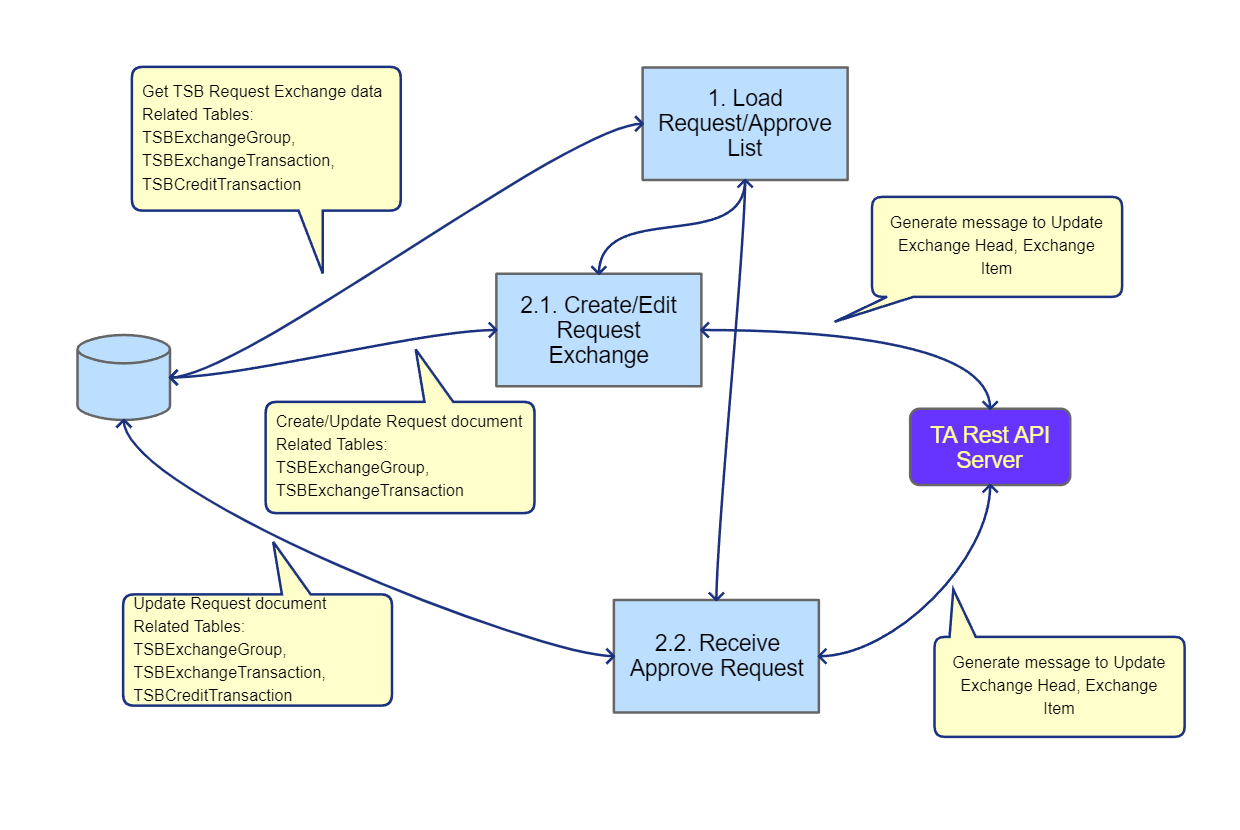 Get TSB Request Exchange data
Related Tables:
TSBExchangeGroup,
TSBExchangeTransaction,
TSBCreditTransaction
1. Load
Request/Approve
List
Generate message to Update
Exchange Head, Exchange
Item
2.1. Create/Edit
Request
Exchange
Create/Update Request document
Related Tables:
TSBExchangeGroup,
TSBExchangeTransaction
TA Rest API
Server
Update Request document
Related Tables:
TSBExchangeGroup,
TSBExchangeTransaction,
TSBCreditTransaction
2.2. Receive
Approve Request
Generate message to Update
Exchange Head, Exchange
Item